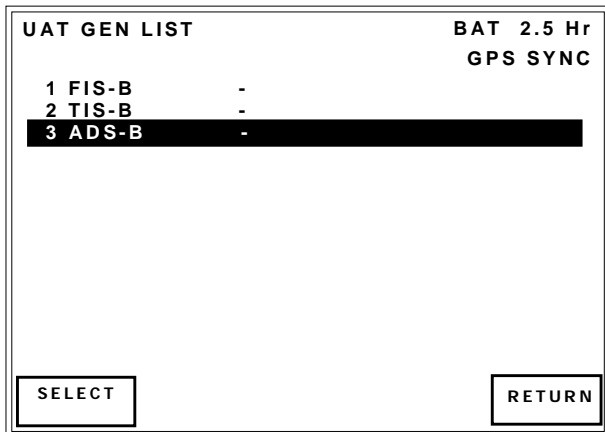 UAT GEN LIST BAT 2.5 Hr
GPS SYNC
1 FIS-B -
2 TIS-B -
3 ADS-B -
SELECT RETURN